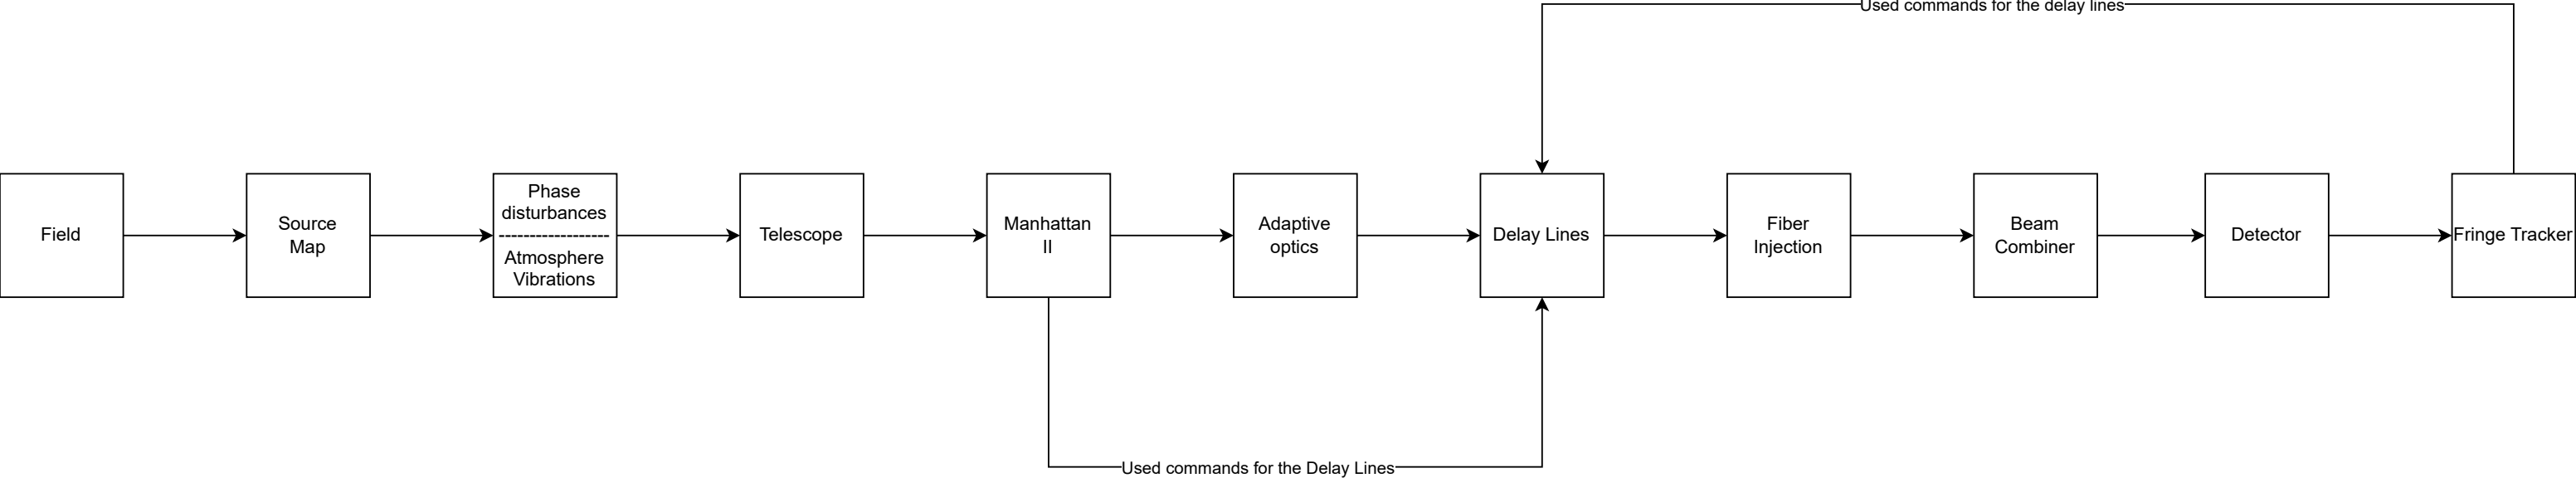 Used commands for the delay lines
Field
Source
Map
Phase
disturbances
------------------
Atmosphere
Vibrations
Telescope
Manhattan
II
Adaptive
optics
Delay Lines
Fiber
Injection
Beam
Combiner
Detector
Fringe Tracker
Used commands for the Delay Lines